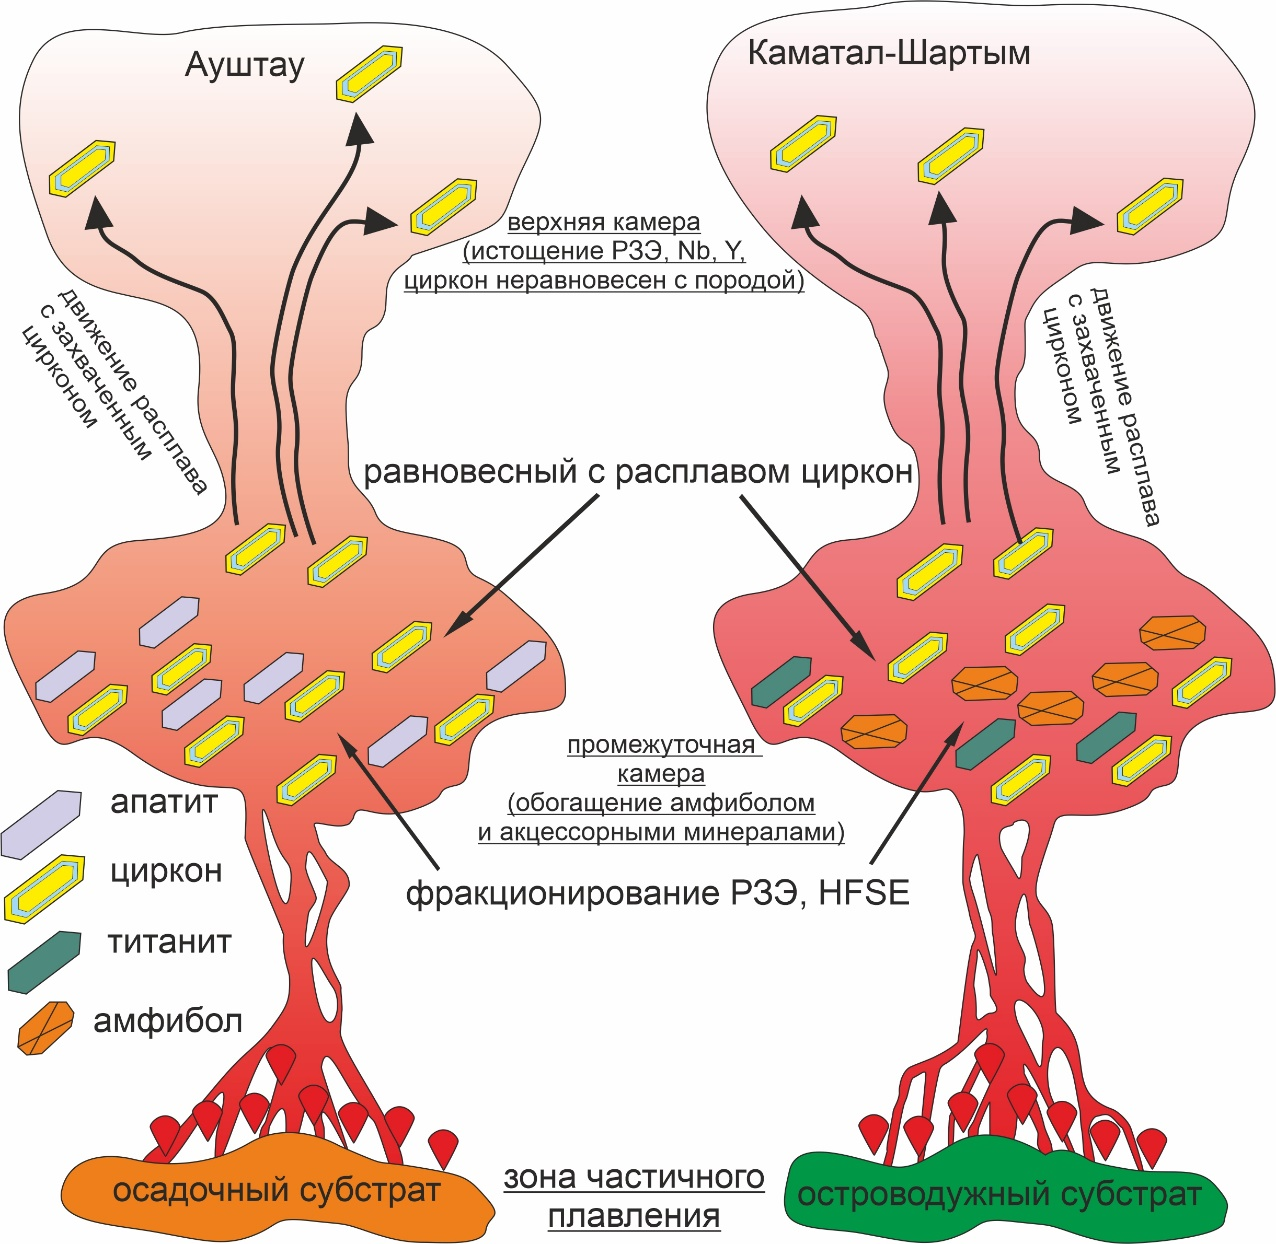 Ауштау
Каматал-Шартым
верхняя камера
(истощение РЗЭ, Nb, Y,
циркон неравновесен с породой)
движение расплава
с захваченным
цирконом
движение расплава
с захваченным
цирконом
равновесный с расплавом циркон
промежуточная
камера
(обогащение амфиболом
и акцессорными минералами)
фракционирование РЗЭ, HFSE
апатит
циркон
титанит
амфибол
осадочный субстрат
зона частичного
плавления
островодужный субстрат